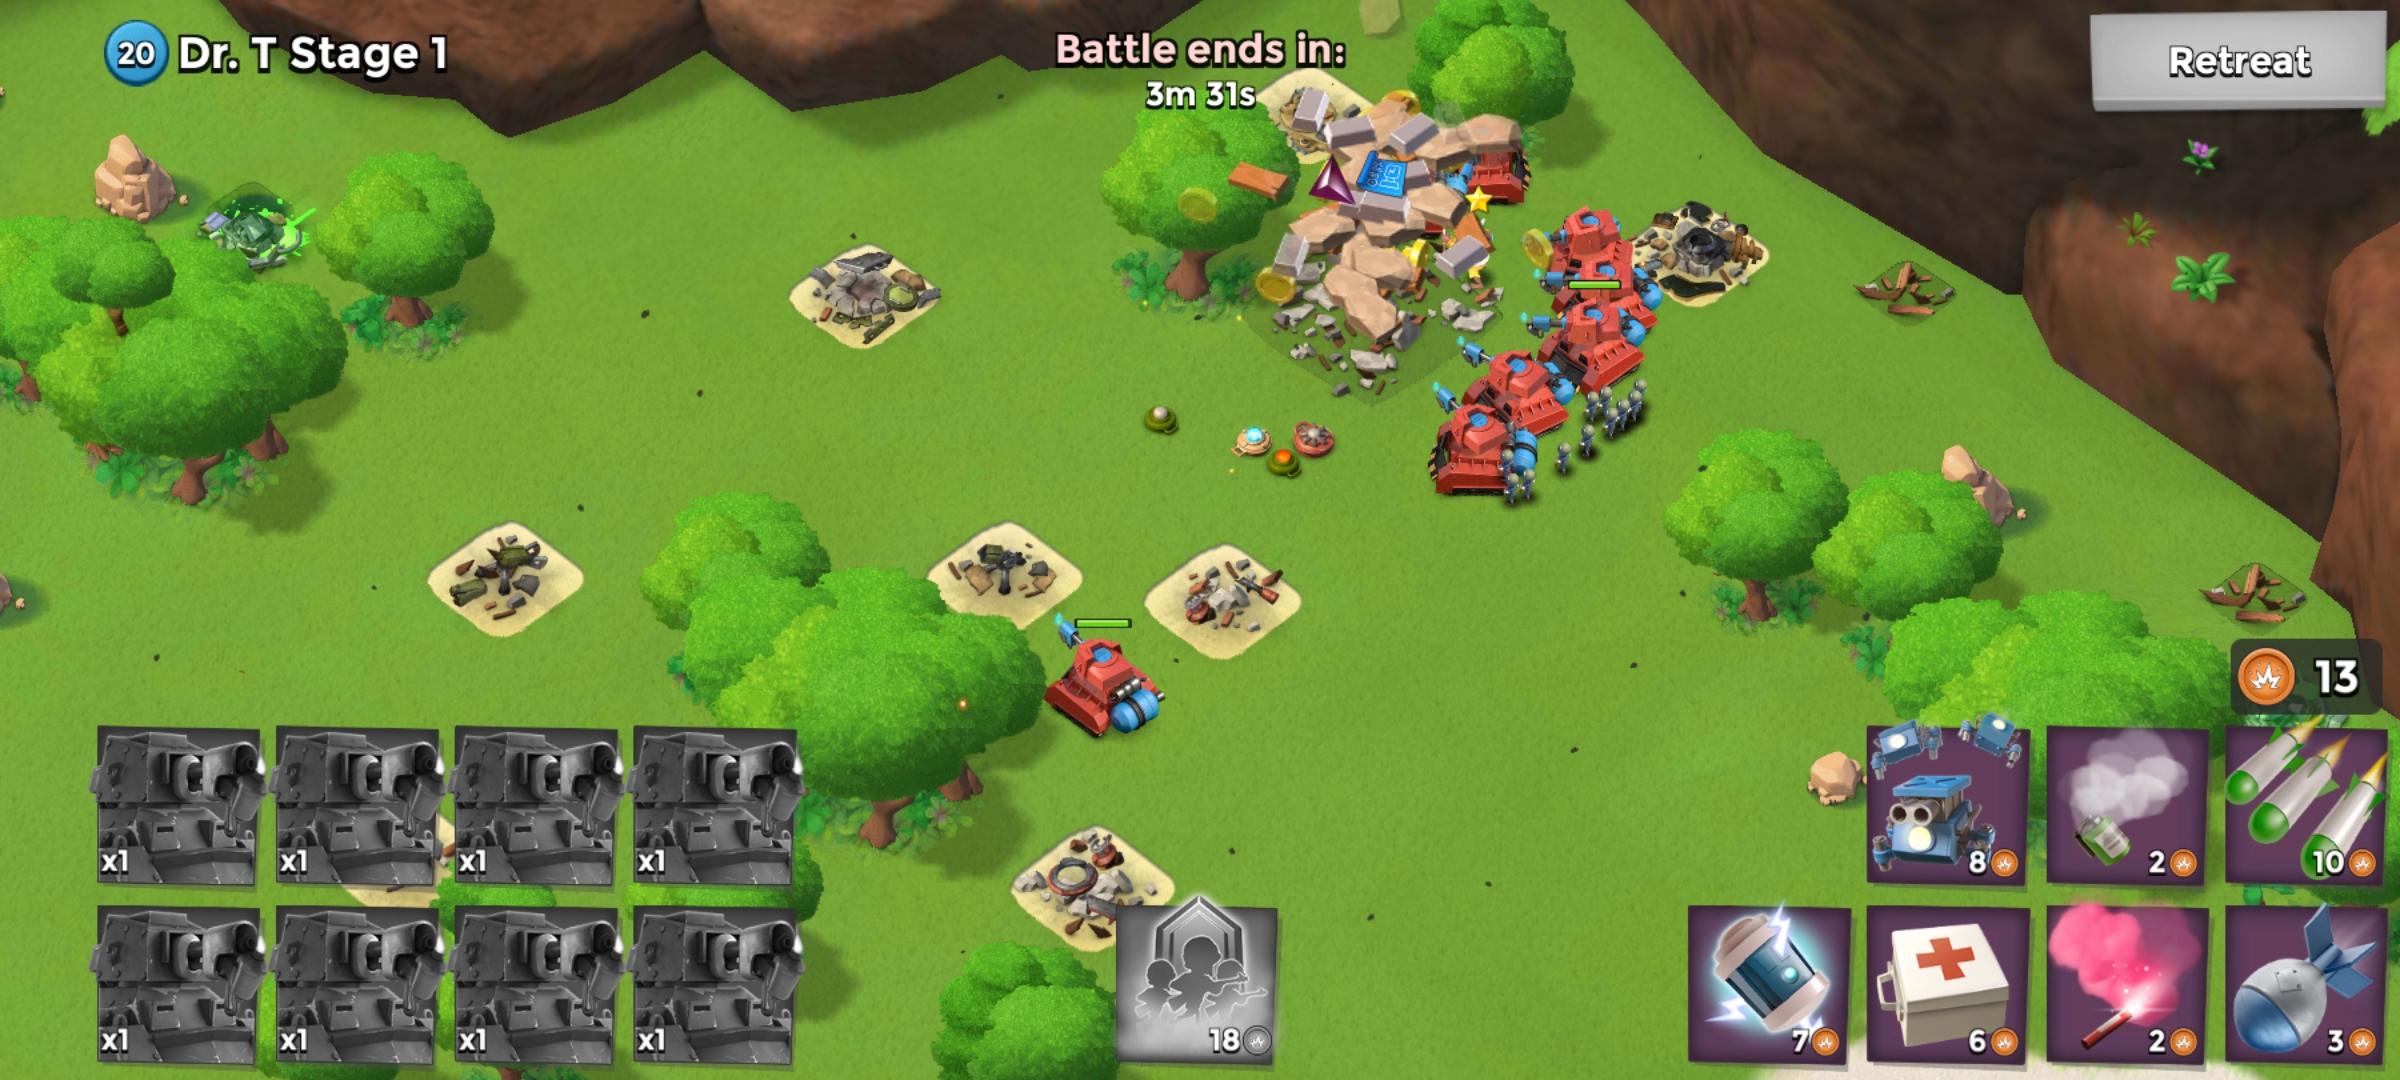 20 Dr. T Stage 1
Battle ends in:
3m 31s
Retreat
13
x1 x1 x1 x1
8 2 10
x1 x1 x1 x1
18
7 6 2 3